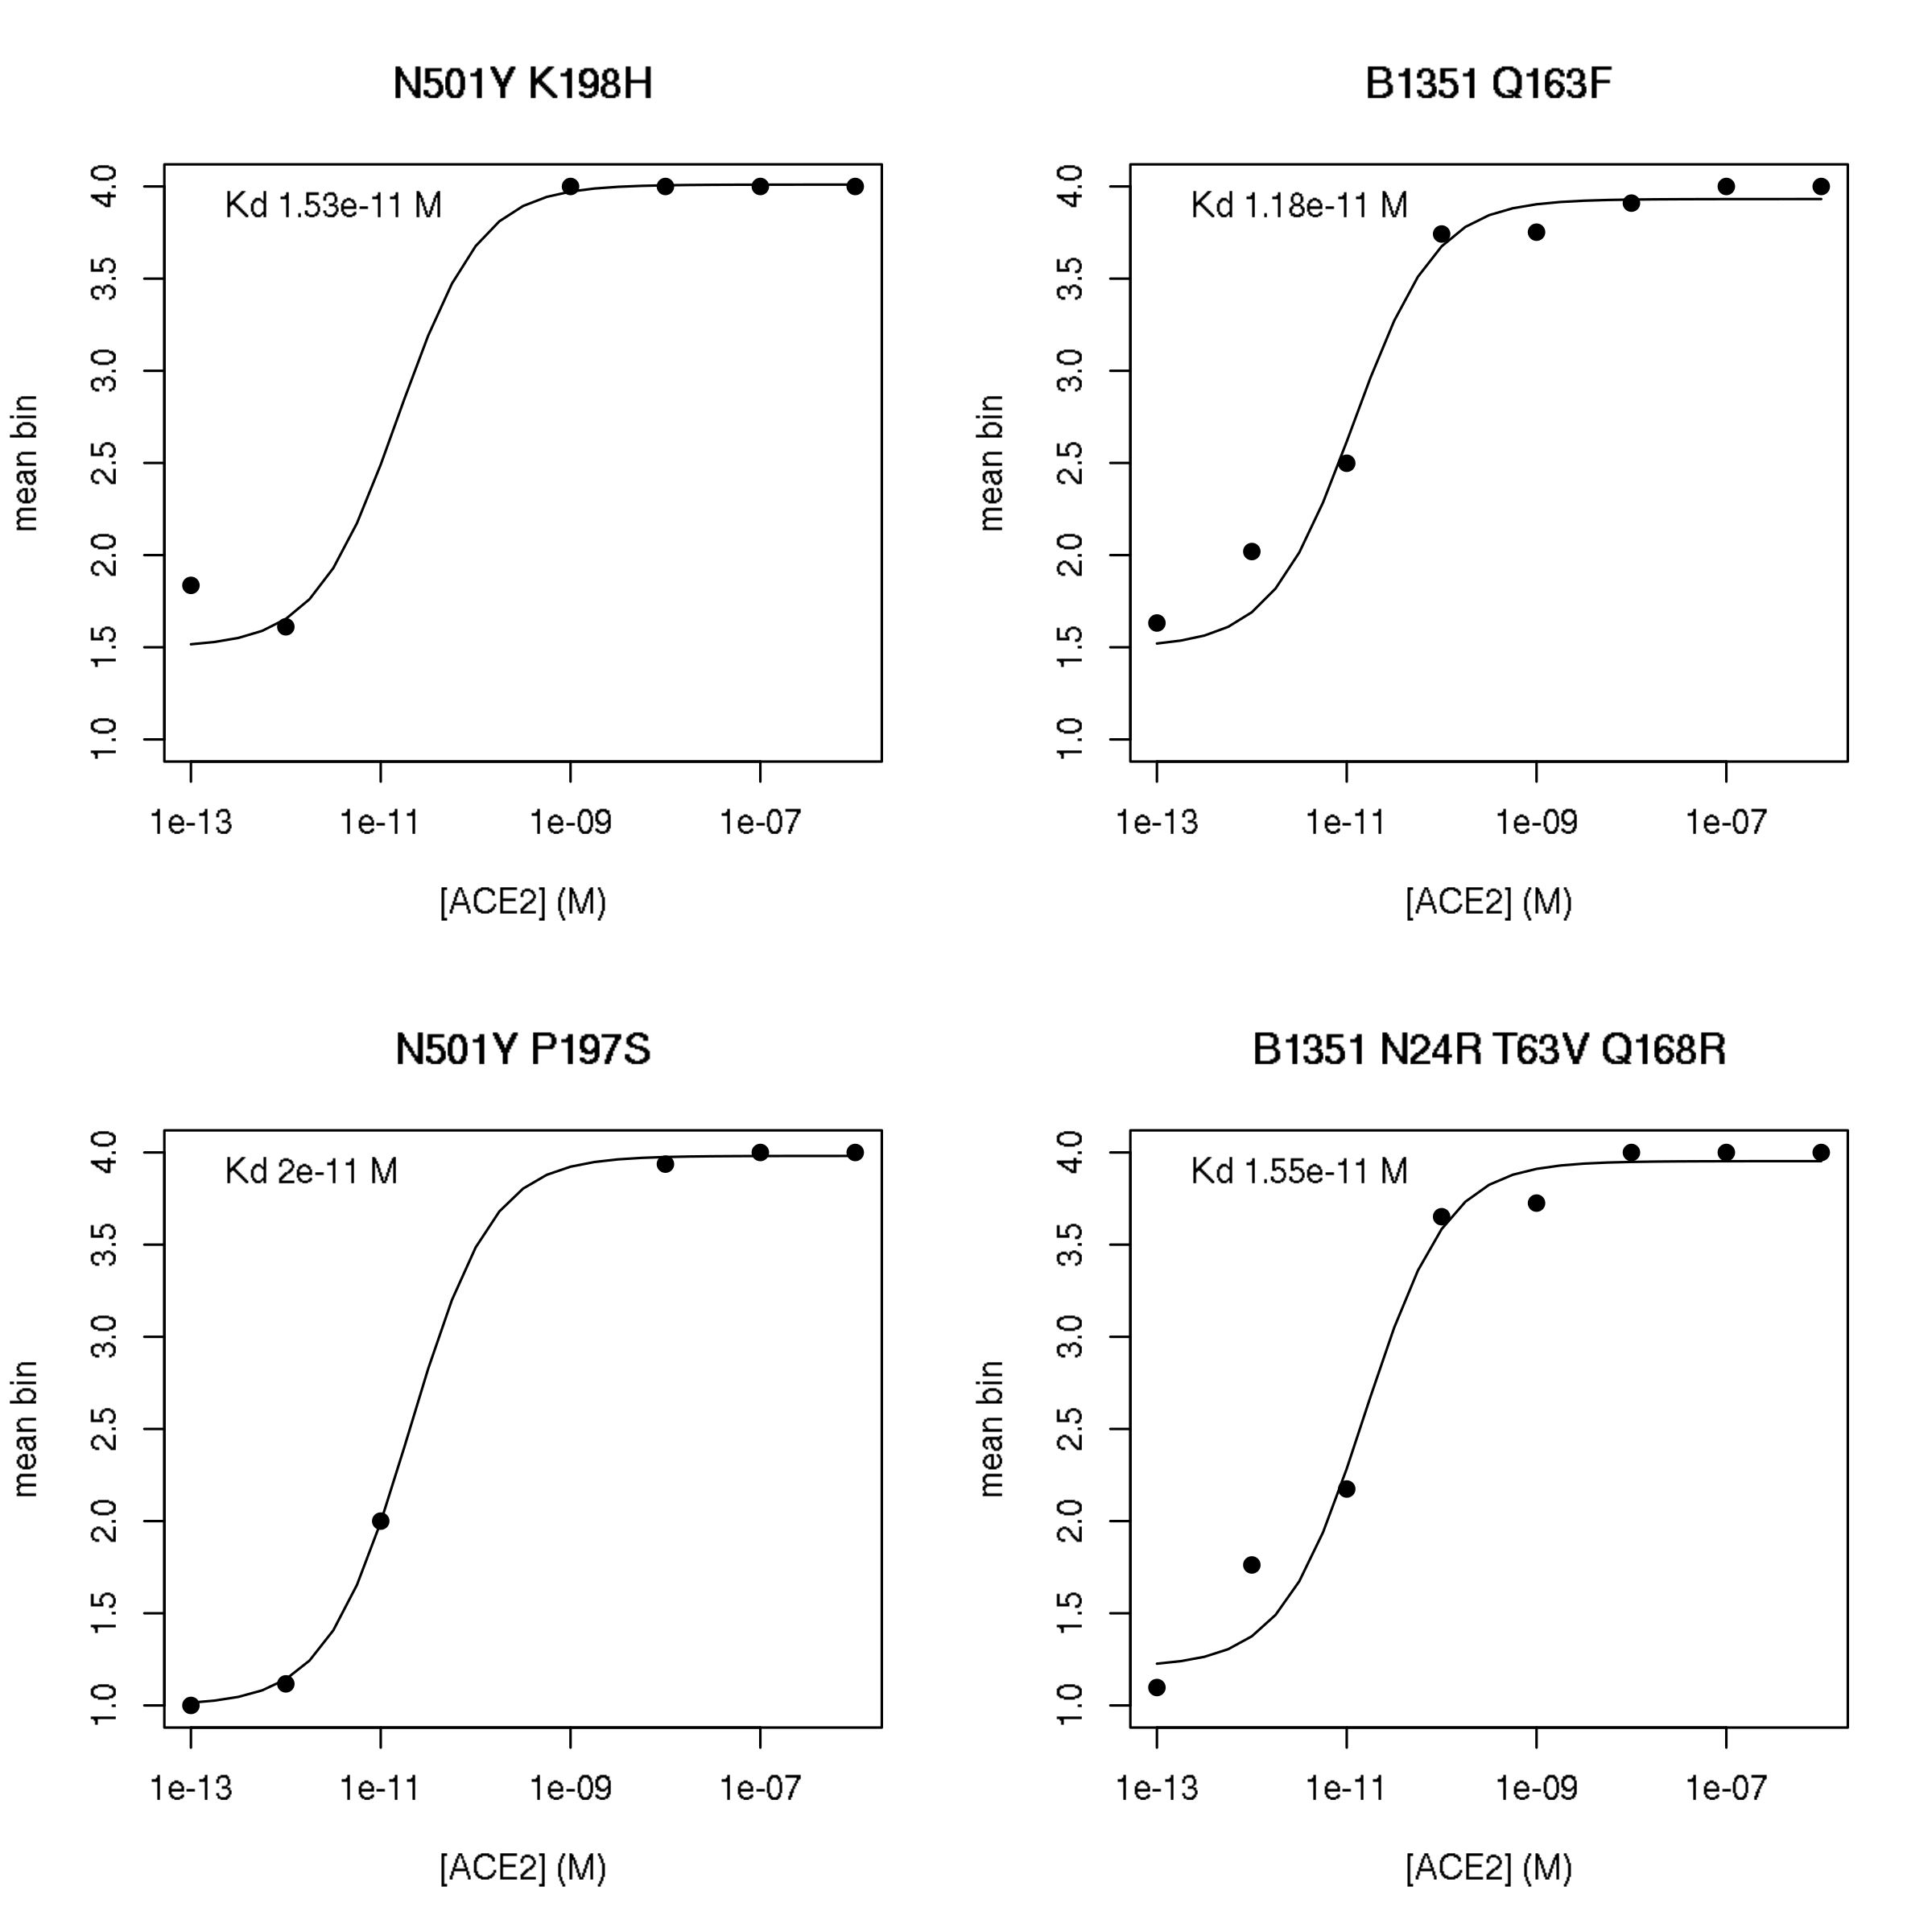 N501Y K198H
Kd 1.53e-11 M
4.0
3.5
3.0
2.5
2.0
1.5
1.0
mean bin
1e-13 1e-11 1e-09 1e-07
[ACE2] (M)
B1351 Q163F
Kd 1.18e-11 M
4.0
3.5
3.0
2.5
2.0
1.5
1.0
mean bin
1e-13 1e-11 1e-09 1e-07
[ACE2] (M)
N501Y P197S
Kd 2e-11 M
4.0
3.5
3.0
2.5
2.0
1.5
1.0
mean bin
1e-13 1e-11 1e-09 1e-07
[ACE2] (M)
B1351 N24R T63V Q168R
Kd 1.55e-11 M
4.0
3.5
3.0
2.5
2.0
1.5
1.0
mean bin
1e-13 1e-11 1e-09 1e-07
[ACE2] (M)